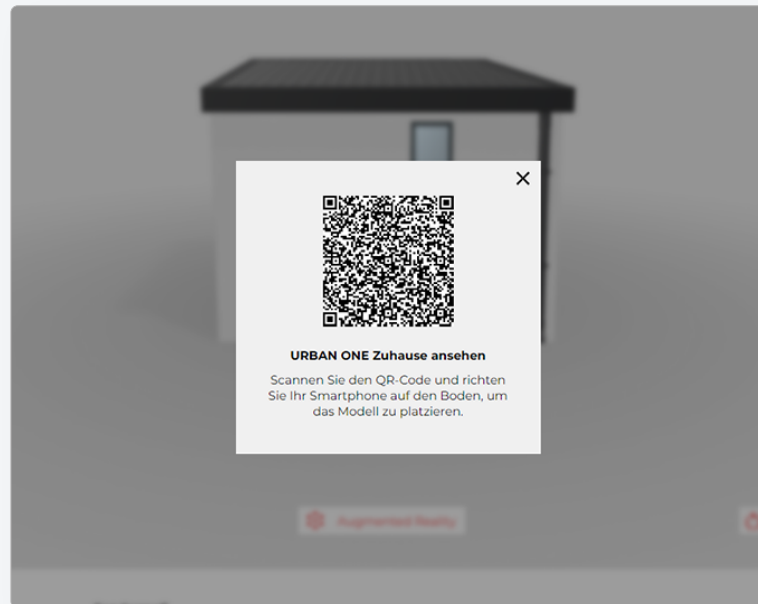 URBAN ONE Zuhause ansehen
Scannen Sie den QR-Code und richten
Sie Ihr Smartphone auf den Boden, um
das Modell zu platzieren.
Augmented Reality